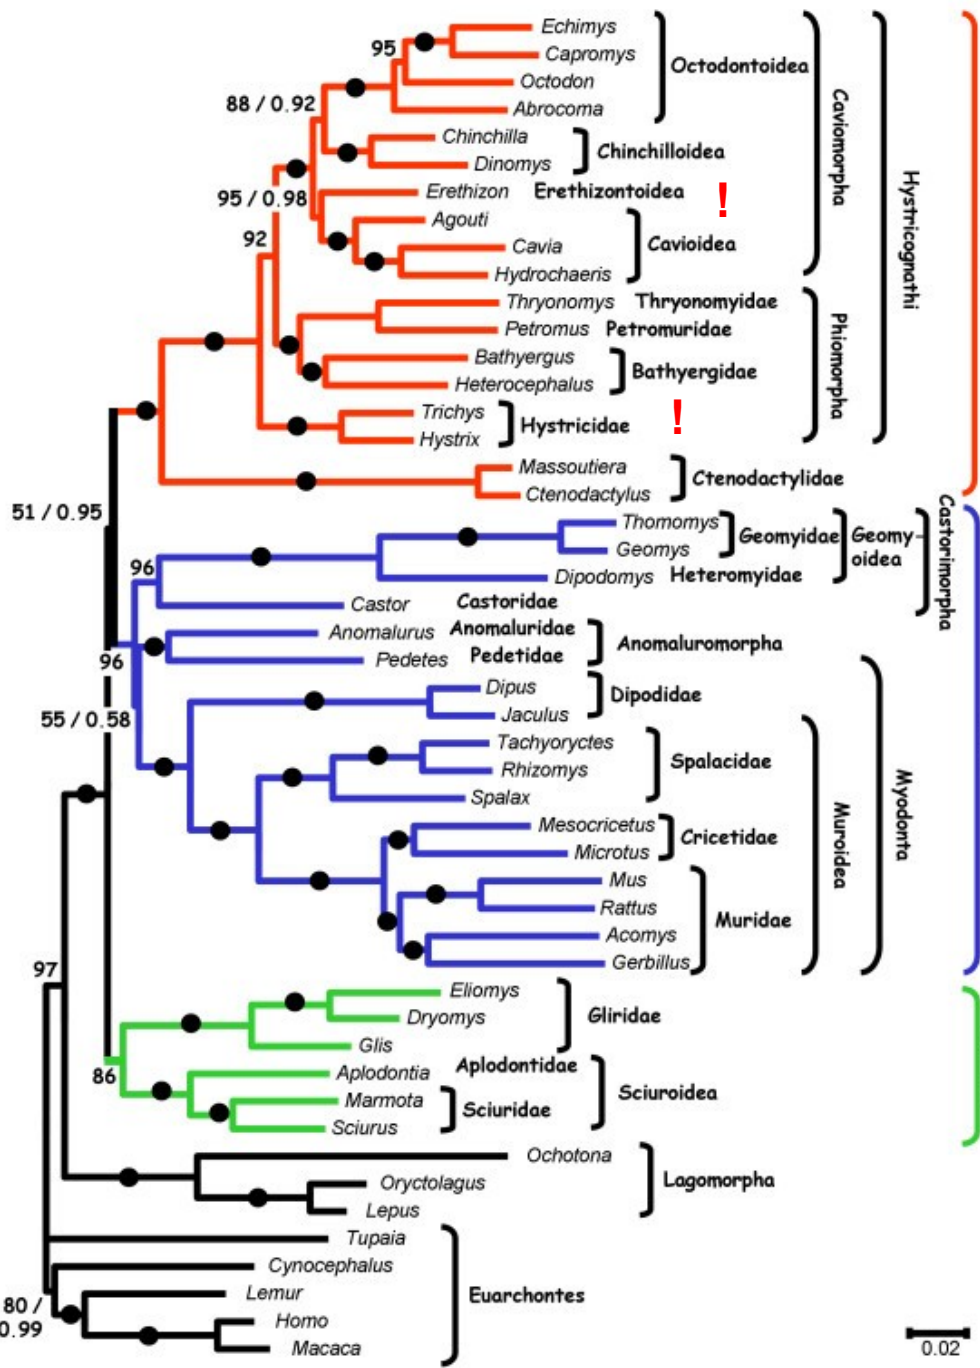 Echimys
95
Capromys
Octodontoidea
Octodon
88 / 0.92
Abrocoma
Caviomorpha
Chinchilla
Chinchilloidea
Dinomys
Hystricognathi
95 / 0.98
Erethizon Erethizontoidea
!
Agouti
92
Cavioidea
Cavia
Hydrochaeris
Thryonomys Thryonomyidae
Petromus Petromuridae
Phiomorpha
Bathyergus
Bathyergidae
Heterocephalus
Trichys
Hystricidae
!
Hystrix
Massoutiera
Ctenodactylidae
Ctenodactylus
51 / 0.95
Castorimorpha
Thomomys
Geomyidae
Geomy-
oidea
Geomys
96
Dipodomys Heteromyidae
Castor Castoridae
Anomalurus Anomaluridae
Anomaluromorpha
96
Pedetes Pedetidae
Dipus
Dipodidae
55 / 0.58
Jaculus
Tachyoryctes
Spalacidae
Rhizomys
Spalax
Myodonta
Mesocricetus
Cricetidae
Muroidea
Microtus
Mus
Rattus
Muridae
Acomys
Gerbillus
97
Eliomys
Gliridae
Dryomys
Glis
86
Aplodontia Aplodontidae
Sciuroidea
Marmota
Sciuridae
Sciurus
Ochotona
Lagomorpha
Oryctolagus
Lepus
Tupaia
Cynocephalus
Euarchontes
Lemur
80 /
0.99
Homo
Macaca
0.02